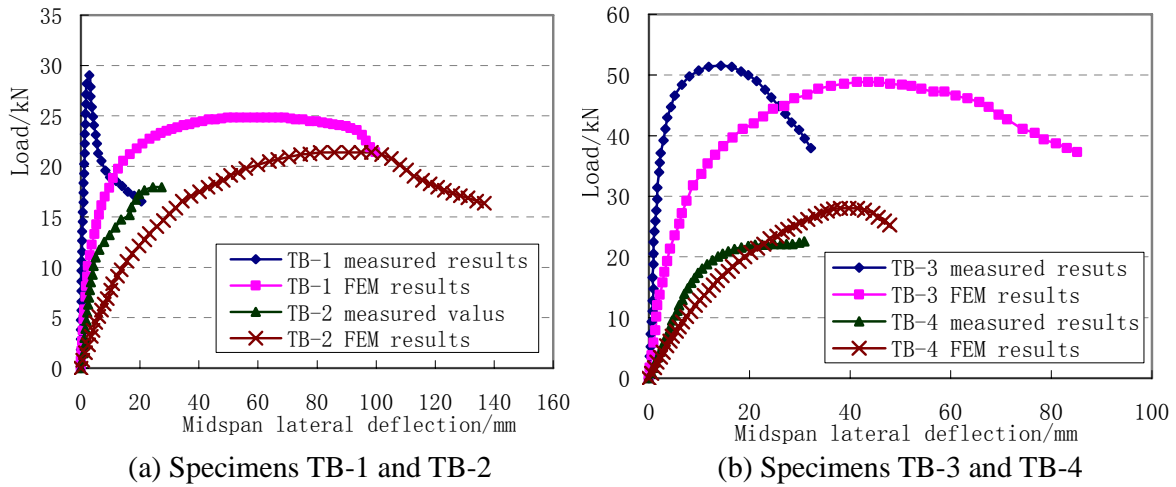 35
30
25
20
15
10
5
0
Load/kN
TB-1 measured results
TB-1 FEM results
TB-2 measured valus
TB-2 FEM results
0 20 40 60 80 100 120 140 160
Midspan lateral deflection/mm
(a) Specimens TB-1 and TB-2
60
50
40
30
20
10
0
Load/kN
TB-3 measured resuts
TB-3 FEM results
TB-4 measured results
TB-4 FEM results
0 20 40 60 80 100
Midspan lateral deflection/mm
(b) Specimens TB-3 and TB-4